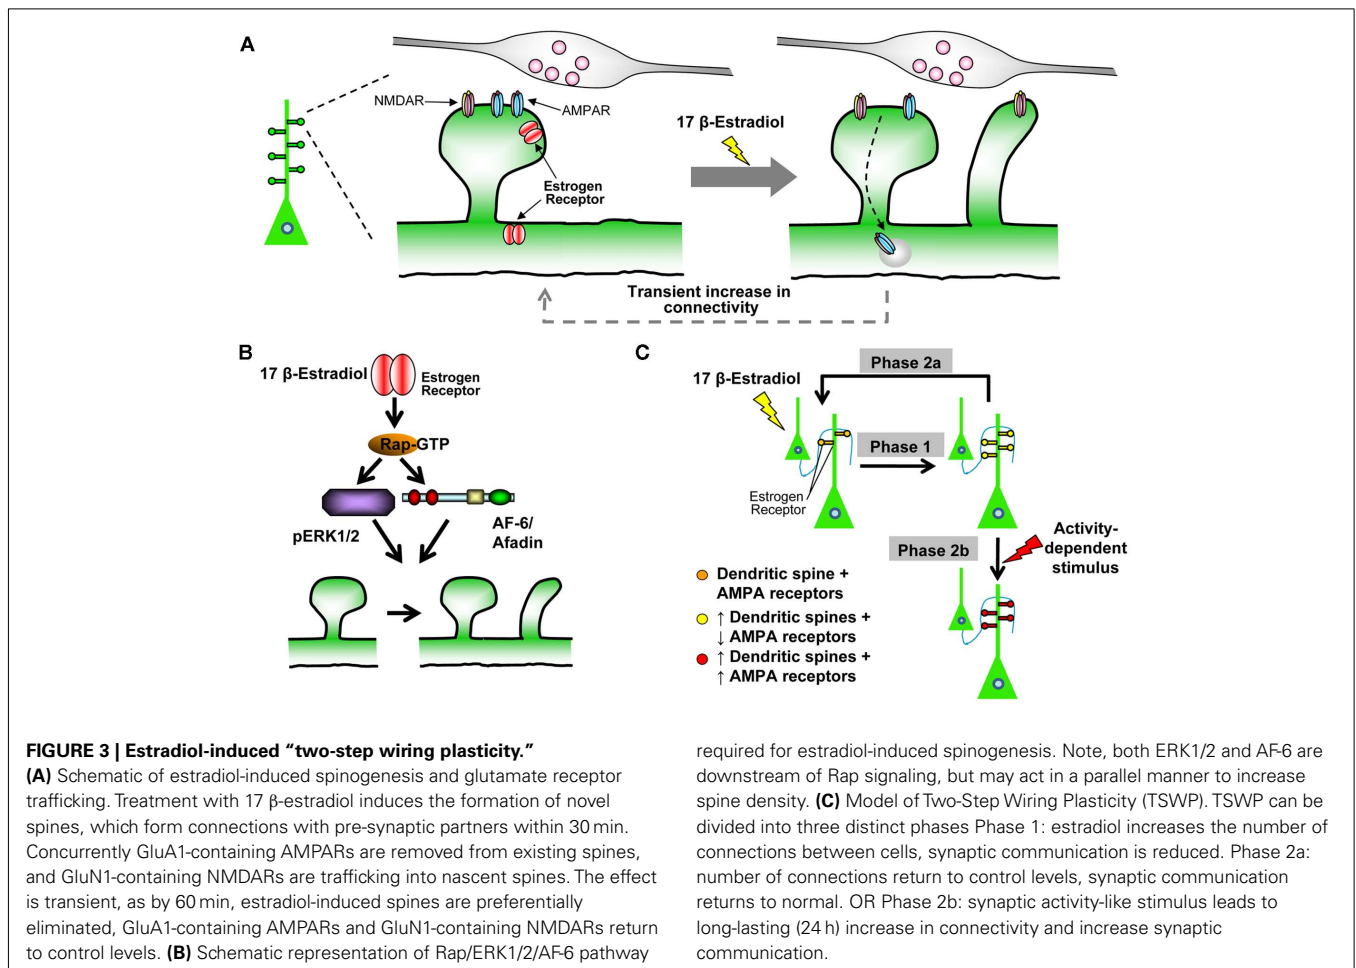 A
NMDAR
AMPAR
Estrogen
Receptor
17 β-Estradiol
Transient increase in
connectivity
B
17 β-Estradiol
Estrogen
Receptor
Rap-GTP
pERK1/2
AF-6/
Afadin
C
17 β-Estradiol
Phase 2a
Phase 1
Estrogen
Receptor
Phase 2b
Activity-
dependent
stimulus
Dendritic spine +
AMPA receptors
↑ Dendritic spines +
↓ AMPA receptors
↑ Dendritic spines +
↑ AMPA receptors
FIGURE 3 | Estradiol-induced “two-step wiring plasticity.”
(A) Schematic of estradiol-induced spinogenesis and glutamate receptor
trafficking. Treatment with 17 β-estradiol induces the formation of novel
spines, which form connections with pre-synaptic partners within 30 min.
Concurrently GluA1-containing AMPARs are removed from existing spines,
and GluN1-containing NMDARs are trafficking into nascent spines. The effect
is transient, as by 60 min, estradiol-induced spines are preferentially
eliminated, GluA1-containing AMPARs and GluN1-containing NMDARs return
to control levels. (B) Schematic representation of Rap/ERK1/2/AF-6 pathway
required for estradiol-induced spinogenesis. Note, both ERK1/2 and AF-6 are
downstream of Rap signaling, but may act in a parallel manner to increase
spine density. (C) Model of Two-Step Wiring Plasticity (TSWP). TSWP can be
divided into three distinct phases Phase 1: estradiol increases the number of
connections between cells, synaptic communication is reduced. Phase 2a:
number of connections return to control levels, synaptic communication
returns to normal. OR Phase 2b: synaptic activity-like stimulus leads to
long-lasting (24 h) increase in connectivity and increase synaptic
communication.